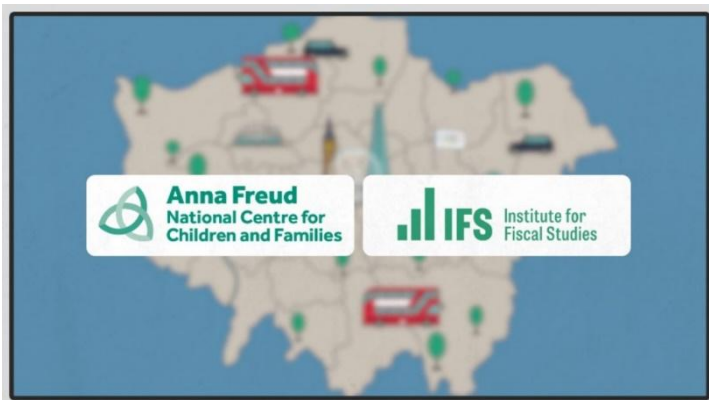 Anna Freud
National Centre for
Children and Families
IFS
Institute for
Fiscal Studies